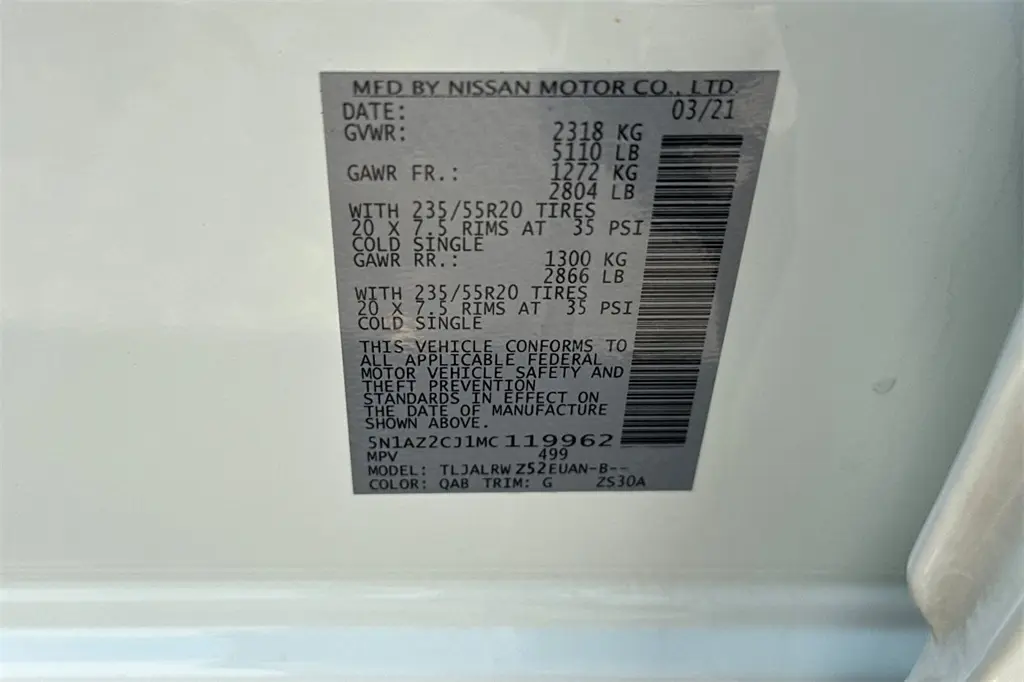 MFD BY NISSAN MOTOR CO., LTD.
DATE: 03/21
GVWR: 2318 KG
5110 LB
GAWR FR.: 1272 KG
2804 LB
WITH 235/55R20 TIRES
20 X 7.5 RIMS AT 35 PSI
COLD SINGLE
GAWR RR.: 1300 KG
2866 LB
WITH 235/55R20 TIRES
20 X 7.5 RIMS AT 35 PSI
COLD SINGLE
THIS VEHICLE CONFORMS TO
ALL APPLICABLE FEDERAL
MOTOR VEHICLE SAFETY AND
THEFT PREVENTION
STANDARDS IN EFFECT ON
THE DATE OF MANUFACTURE
SHOWN ABOVE.
5N1AZ2CJ1MC119962
MPV 499
MODEL: TLJALRW Z52EUAN-B--
COLOR: QAB TRIM: G ZS30A